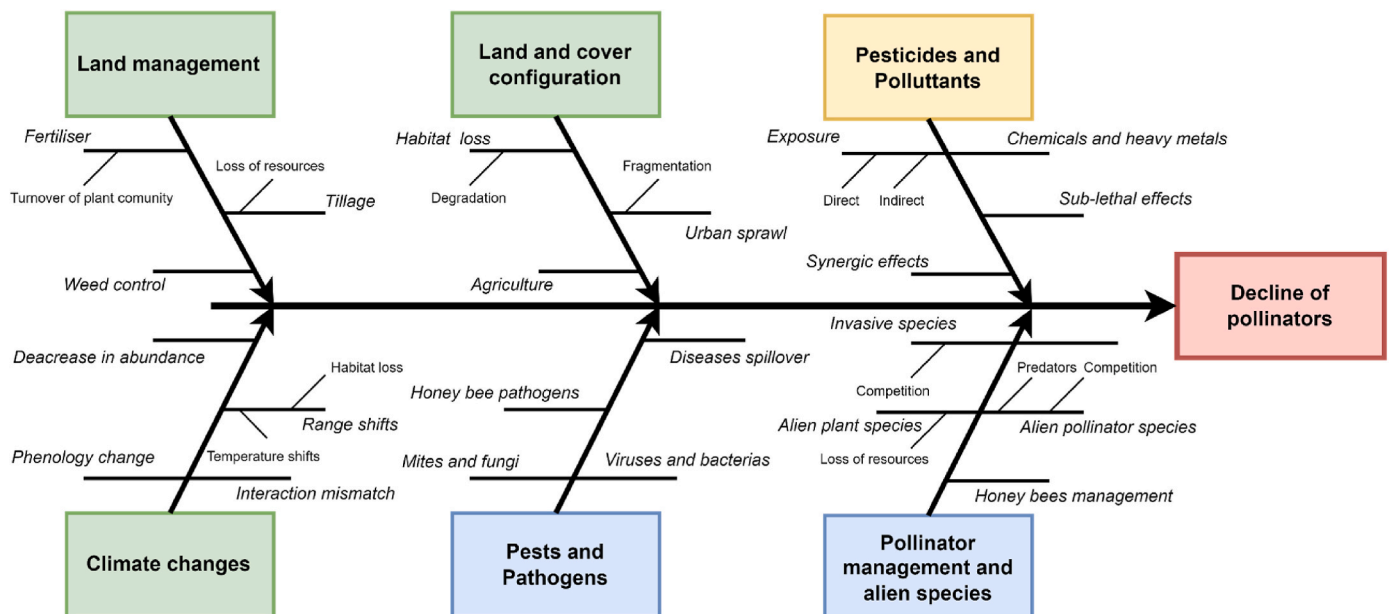 Land management
Land and cover
configuration
Pesticides and
Polluttants
Fertiliser
Loss of resources
Turnover of plant comunity
Tillage
Weed control
Habitat loss
Fragmentation
Degradation
Urban sprawl
Agriculture
Exposure
Chemicals and heavy metals
Direct
Indirect
Sub-lethal effects
Synergic effects
Decline of
pollinators
Deacrease in abundance
Habitat loss
Range shifts
Temperature shifts
Phenology change
Interaction mismatch
Diseases spillover
Honey bee pathogens
Mites and fungi
Viruses and bacterias
Invasive species
Competition
Predators
Competition
Alien plant species
Alien pollinator species
Loss of resources
Honey bees management
Climate changes
Pests and
Pathogens
Pollinator
management and
alien species